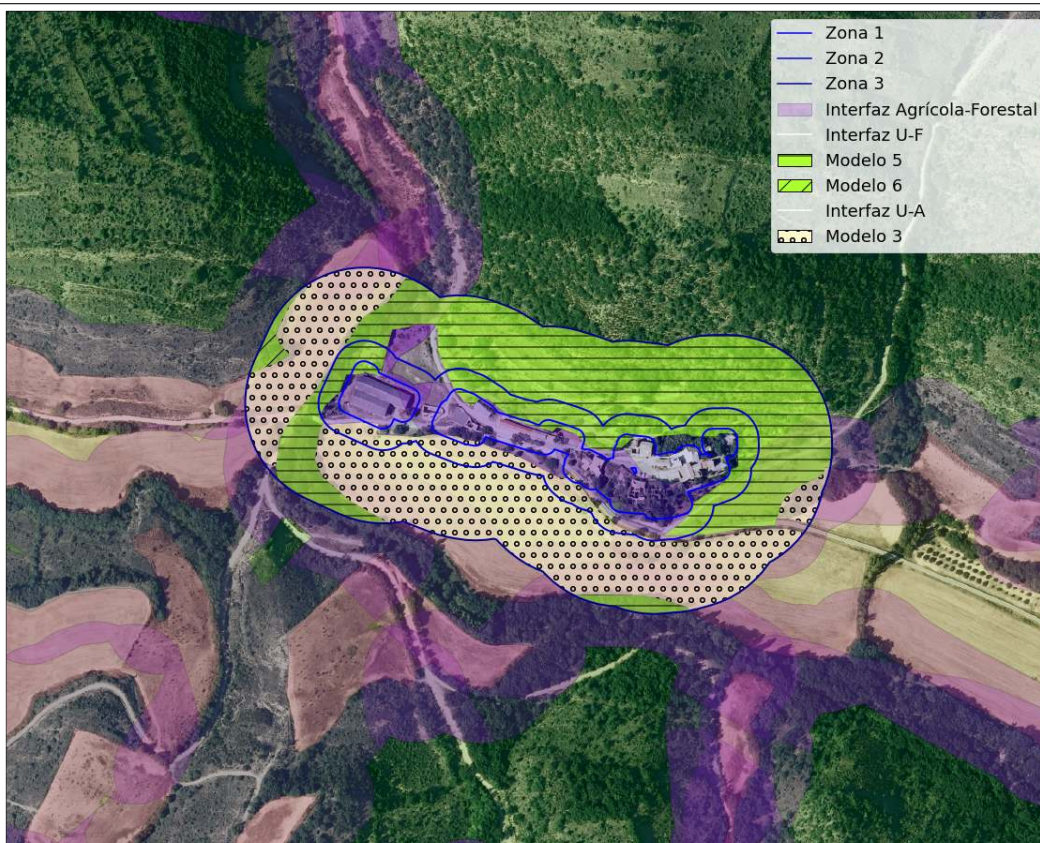 Zona 1
Zona 2
Zona 3
Interfaz Agrícola-Forestal
Interfaz U-F
Modelo 5
Modelo 6
Interfaz U-A
Modelo 3